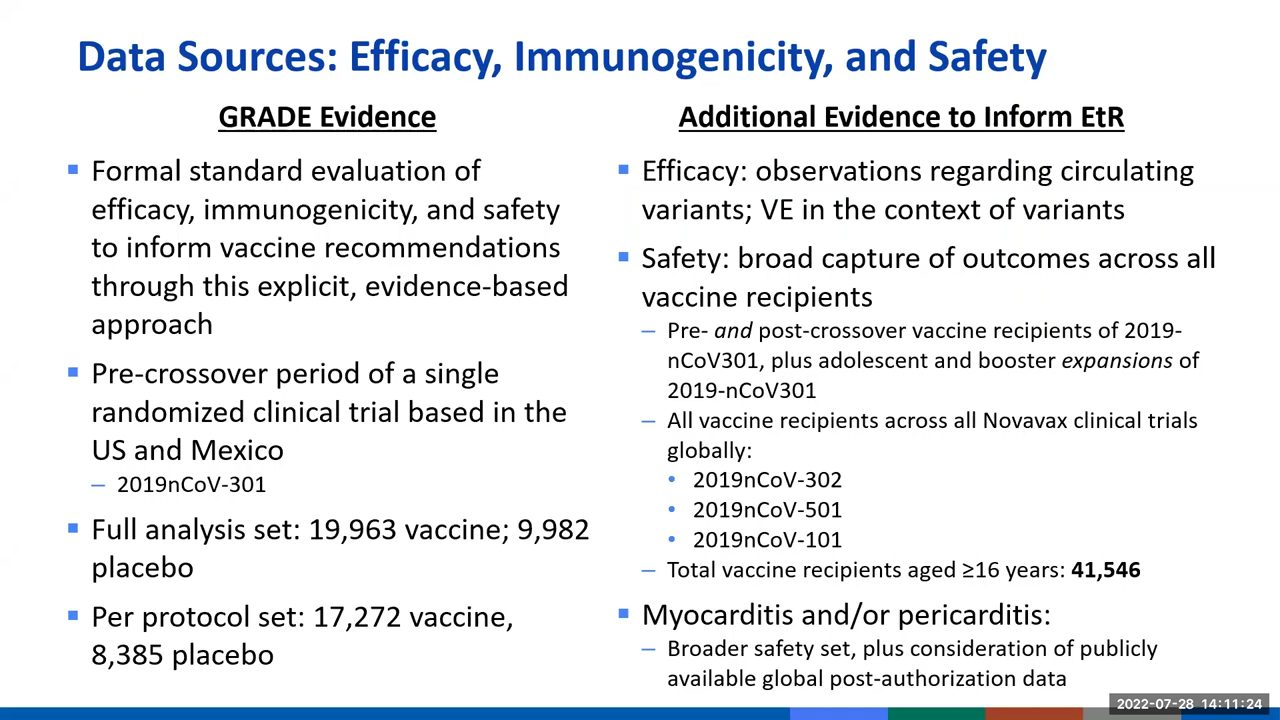 Data Sources: Efficacy, Immunogenicity, and Safety
GRADE Evidence
▪ Formal standard evaluation of
efficacy, immunogenicity, and safety
to inform vaccine recommendations
through this explicit, evidence-based
approach
▪ Pre-crossover period of a single
randomized clinical trial based in the
US and Mexico
– 2019nCoV-301
▪ Full analysis set: 19,963 vaccine; 9,982
placebo
▪ Per protocol set: 17,272 vaccine,
8,385 placebo
Additional Evidence to Inform EtR
▪ Efficacy: observations regarding circulating
variants; VE in the context of variants
▪ Safety: broad capture of outcomes across all
vaccine recipients
– Pre- and post-crossover vaccine recipients of 2019-
nCoV301, plus adolescent and booster expansions of
2019-nCoV301
– All vaccine recipients across all Novavax clinical trials
globally:
• 2019nCoV-302
• 2019nCoV-501
• 2019nCoV-101
– Total vaccine recipients aged ≥16 years: 41,546
▪ Myocarditis and/or pericarditis:
– Broader safety set, plus consideration of publicly
available global post-authorization data
2022-07-28 14:11:24